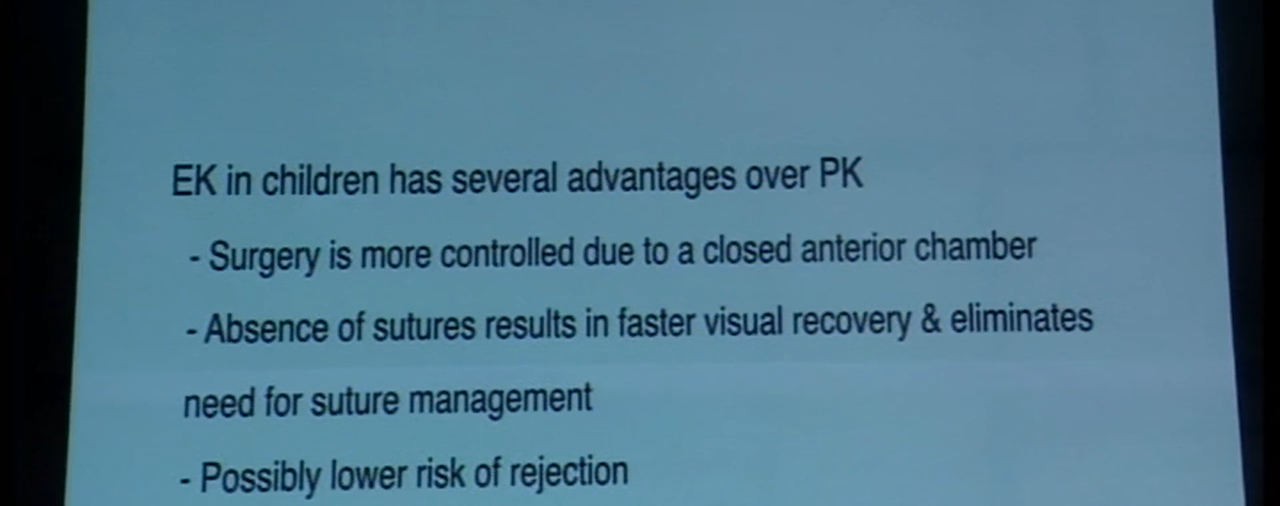 EK in children has several advantages over PK
- Surgery is more controlled due to a closed anterior chamber
- Absence of sutures results in faster visual recovery & eliminates
need for suture management
- Possibly lower risk of rejection